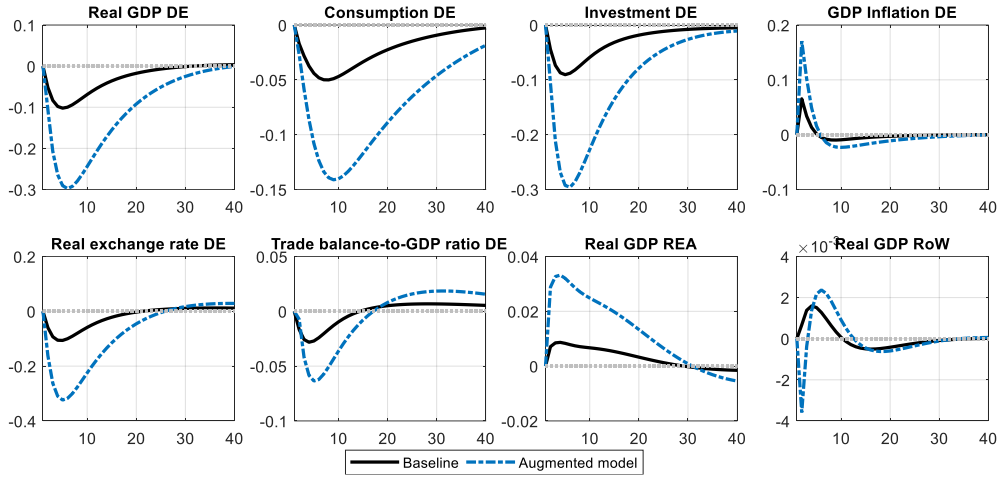 Real GDP DE
0.1
0
-0.1
-0.2
-0.3
10 20 30 40
Consumption DE
0
-0.05
-0.1
-0.15
10 20 30 40
Investment DE
0
-0.1
-0.2
-0.3
10 20 30 40
GDP Inflation DE
0.2
0.1
0
-0.1
10 20 30 40
Real exchange rate DE
0.2
0
-0.2
-0.4
10 20 30 40
Trade balance-to-GDP ratio DE
0.05
0
-0.05
-0.1
10 20 30 40
Real GDP REA
0.04
0.02
0
-0.02
10 20 30 40
×10
Real GDP RoW
4
2
0
-2
-4
10 20 30 40
Baseline Augmented model